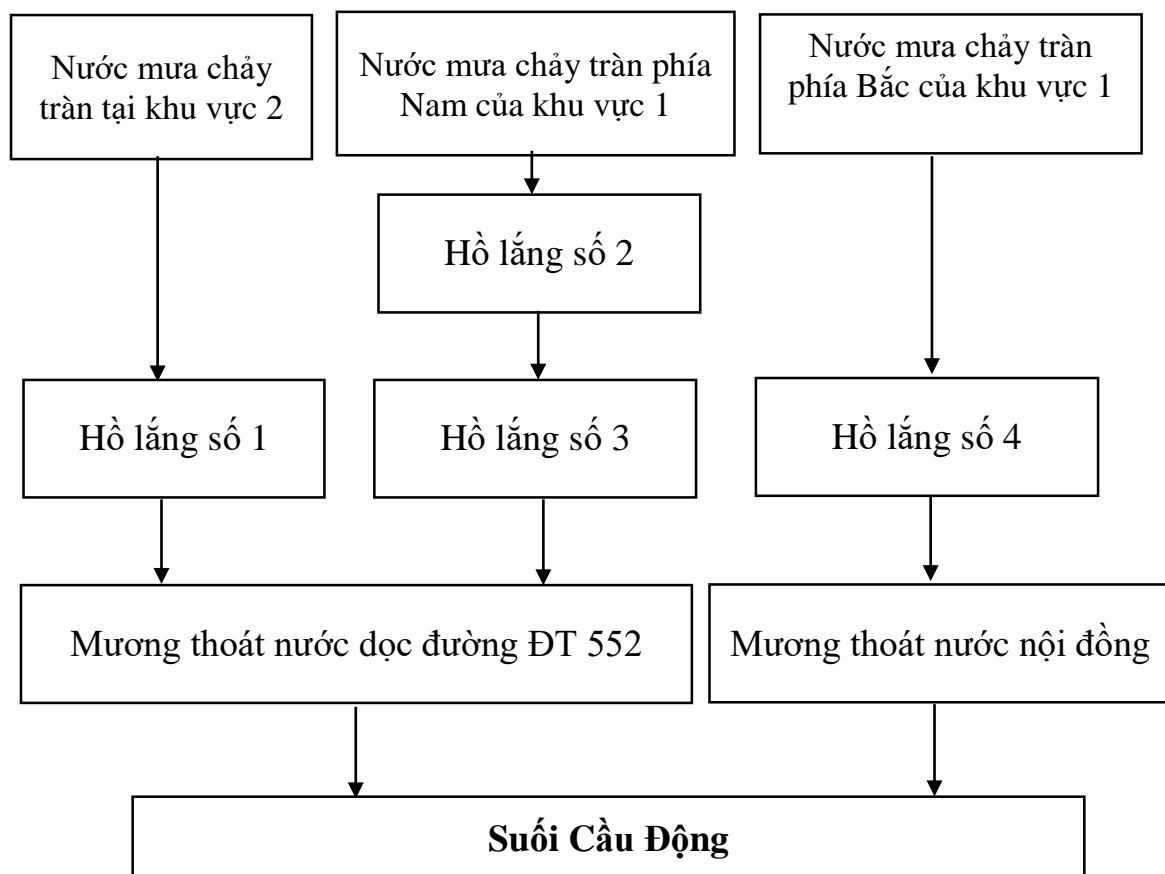 Nước mưa chảy
tràn tại khu vực 2
Nước mưa chảy tràn phía
Nam của khu vực 1
Nước mưa chảy tràn
phía Bắc của khu vực 1
Hồ lắng số 2
Hồ lắng số 1
Hồ lắng số 3
Hồ lắng số 4
Mương thoát nước dọc đường ĐT 552
Mương thoát nước nội đồng
Suối Cầu Động